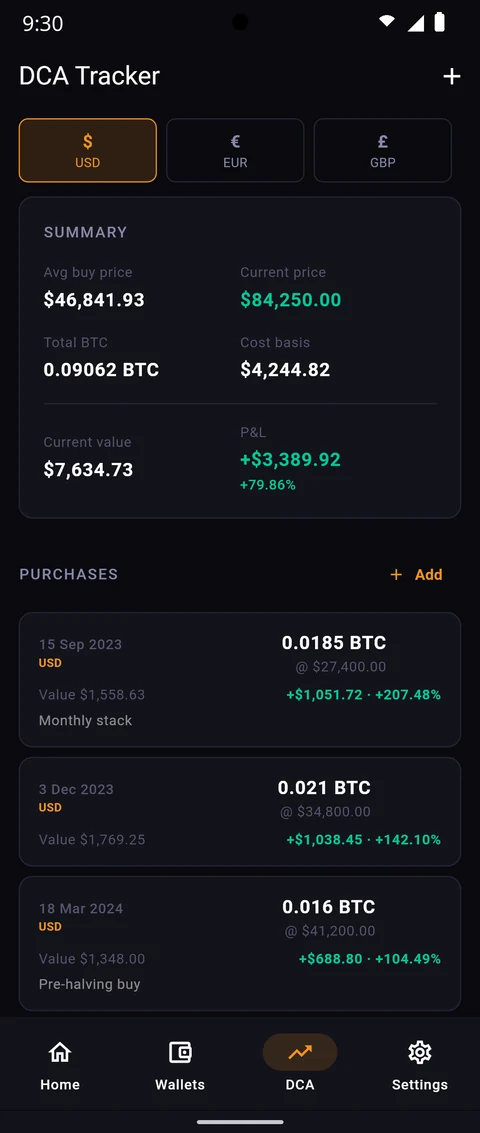 9:30
DCA Tracker
+
$
USD
€
EUR
£
GBP
SUMMARY
Avg buy price
$46,841.93
Current price
$84,250.00
Total BTC
0.09062 BTC
Cost basis
$4,244.82
Current value
$7,634.73
P&L
+$3,389.92
+79.86%
PURCHASES
+ Add
15 Sep 2023
USD
0.0185 BTC
@ $27,400.00
Value $1,558.63
+$1,051.72 · +207.48%
Monthly stack
3 Dec 2023
USD
0.021 BTC
@ $34,800.00
Value $1,769.25
+$1,038.45 · +142.10%
18 Mar 2024
USD
0.016 BTC
@ $41,200.00
Value $1,348.00
+$688.80 · +104.49%
Pre-halving buy
Home
Wallets
DCA
Settings